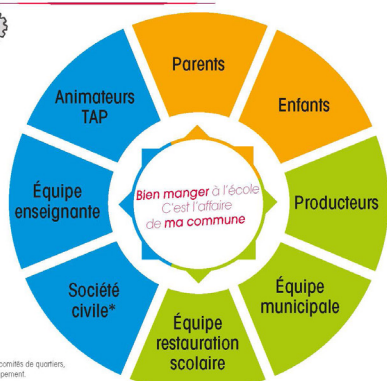 Parents
Enfants
Producteurs
Équipe
municipale
Équipe
restauration
scolaire
Société
civile*
Équipe
enseignante
Animateurs
TAP
Bien manger à l'école
C'est l'affaire
de ma commune
comités de quartiers,
pement.